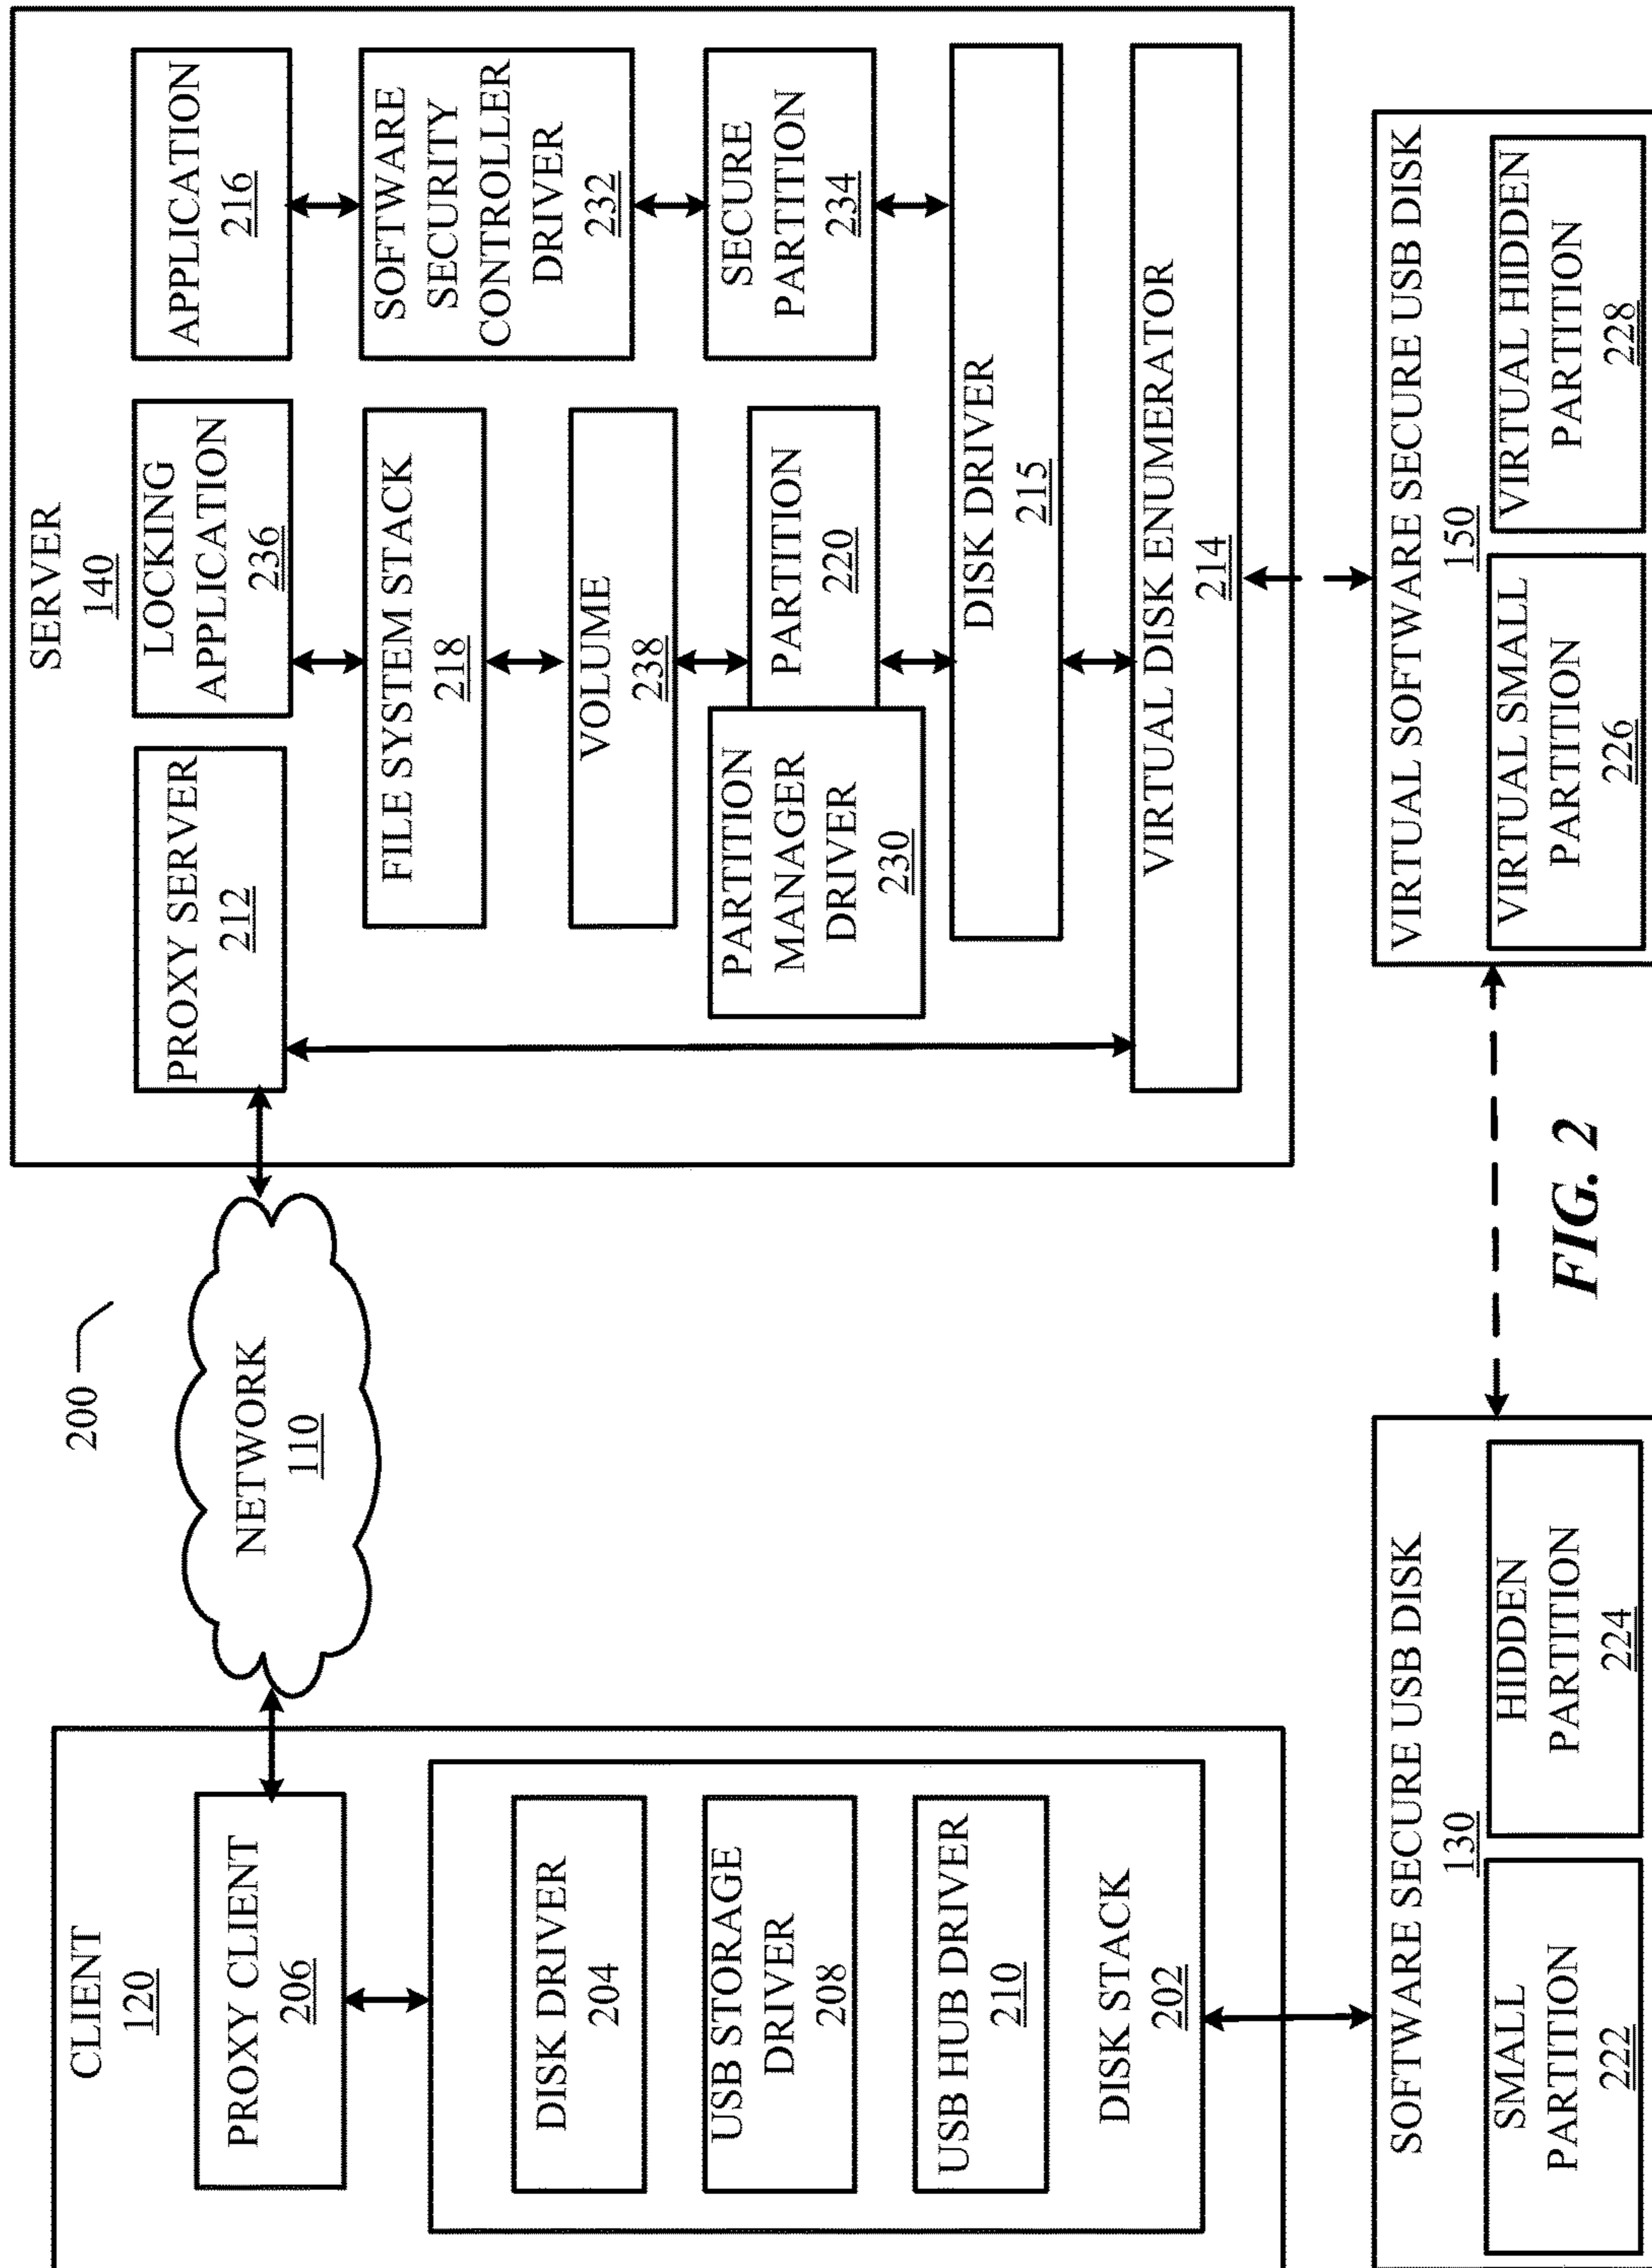 200
CLIENT
120
PROXY CLIENT
206
DISK DRIVER
204
USB STORAGE
DRIVER
208
USB HUB DRIVER
210
DISK STACK
202
SOFTWARE SECURE USB DISK
130
SMALL
PARTITION
222
HIDDEN
PARTITION
224
NETWORK
110
SERVER
140
PROXY SERVER
212
LOCKING
APPLICATION
236
APPLICATION
216
FILE SYSTEM STACK
218
SOFTWARE
SECURITY
CONTROLLER
DRIVER
232
VOLUME
238
PARTITION
MANAGER
DRIVER
230
PARTITION
220
SECURE
PARTITION
234
DISK DRIVER
215
VIRTUAL DISK ENUMERATOR
214
VIRTUAL SOFTWARE SECURE USB DISK
150
VIRTUAL SMALL
PARTITION
226
VIRTUAL HIDDEN
PARTITION
228
FIG. 2